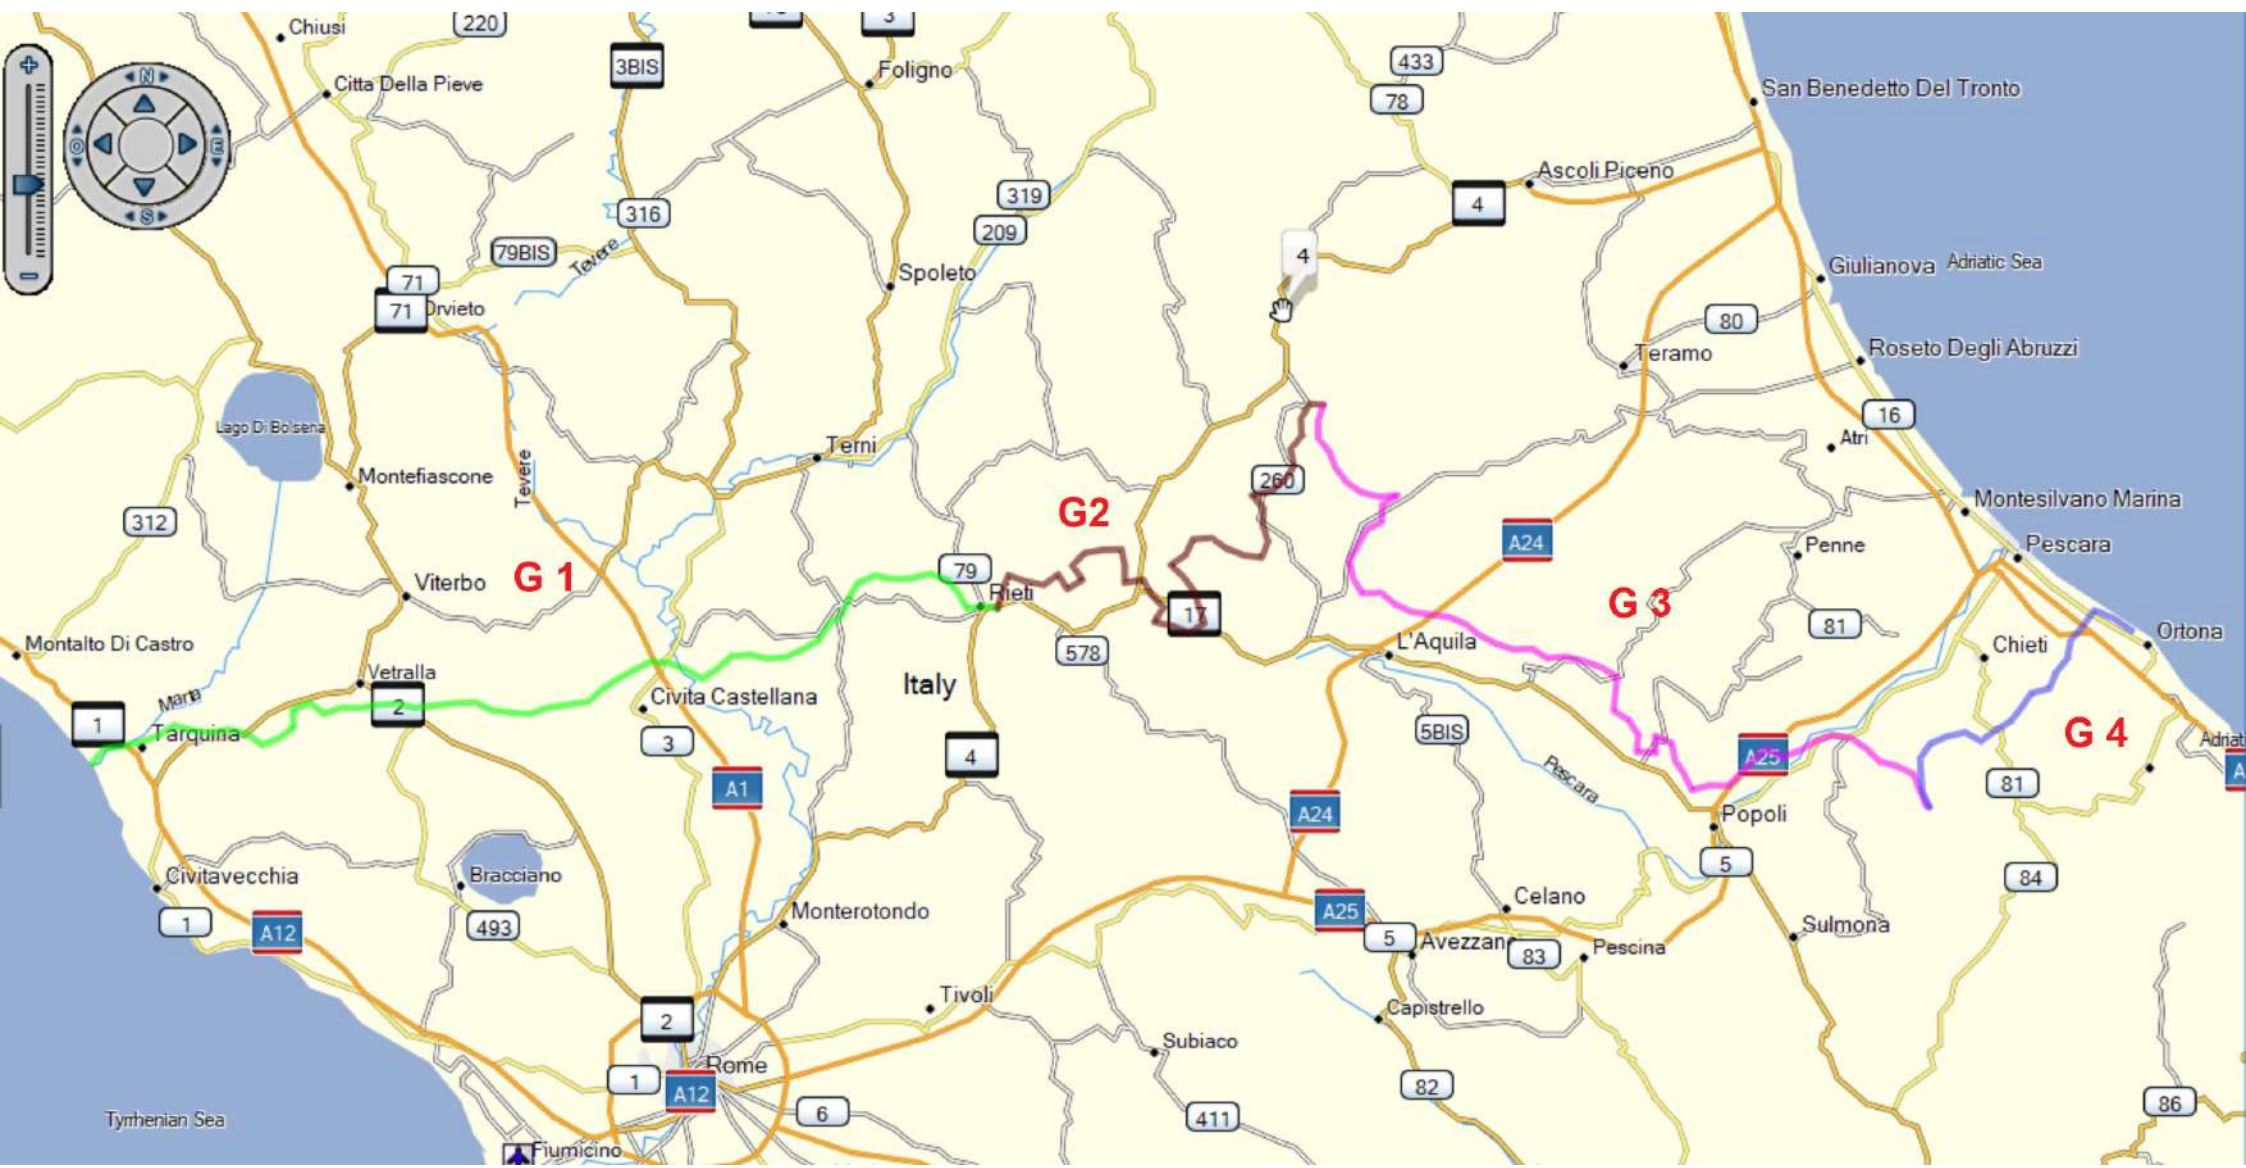 Chiusi
220
3
3BIS
Foligno
433
78
San Benedetto Del Tronto
Citta Della Pieve
N
O
E
S
316
319
209
4
Ascoli Piceno
79BIS
Tevere
71
71
Orvieto
Spoleto
4
Giulianova
Adriatic Sea
80
Teramo
Roseto Degli Abruzzi
16
Atri
Lago Di Bolsena
Terni
Montefiascone
Tevere
260
Montesilvano Marina
312
G2
A24
Penne
Pescara
Viterbo
G 1
79
Rieti
17
G 3
81
Ortona
Montalto Di Castro
578
L'Aquila
Chieti
Vetralla
Italy
Marta
Civita Castellana
2
1
Tarquina
3
4
5BIS
A25
G 4
Adriat
A
A1
Pescara
81
A24
Popoli
5
Civitavecchia
Bracciano
84
1
A12
493
Monterotondo
A25
Celano
5
Avezzan
83
Pescina
Sulmona
Tivoli
Capistrello
2
Subiaco
Rome
1
A12
6
82
411
86
Tyrrhenian Sea
Fiumicino